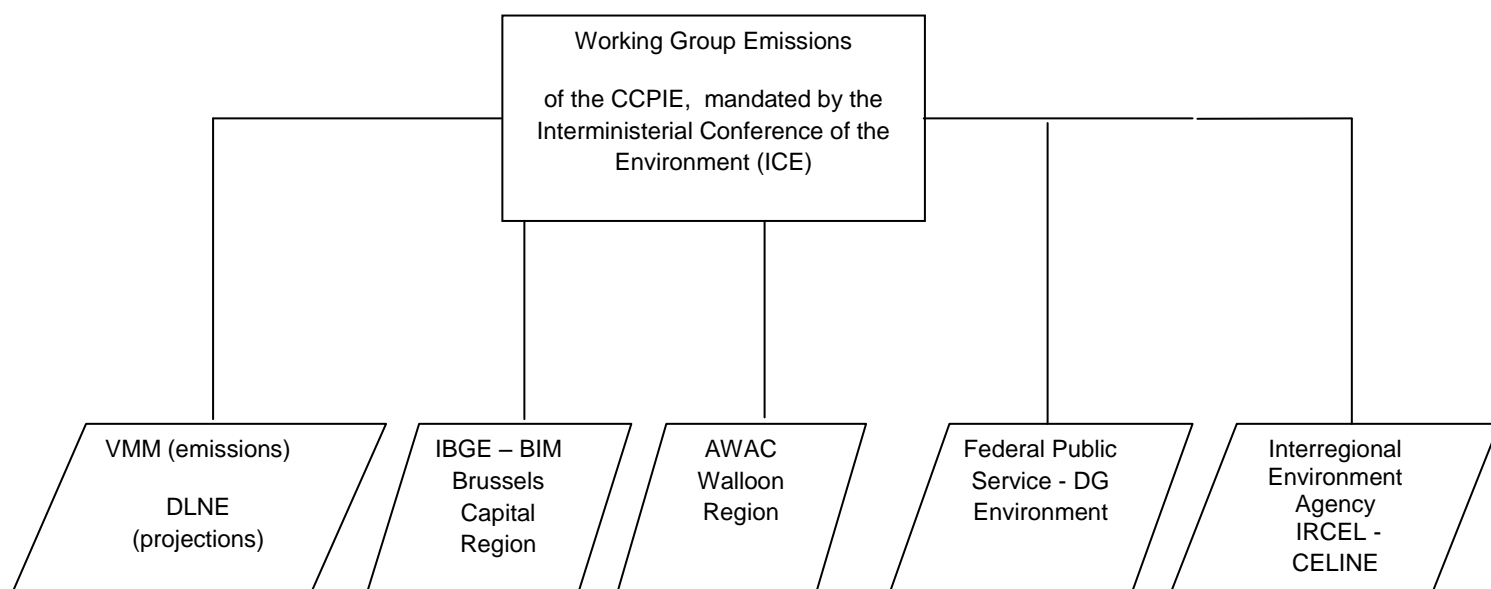 Working Group Emissions
of the CCPIE, mandated by the
Interministerial Conference of the
Environment (ICE)
VMM (emissions)
DLNE
(projections)
IBGE – BIM
Brussels
Capital
Region
AWAC
Walloon
Region
Federal Public
Service - DG
Environment
Interregional
Environment
Agency
IRCEL -
CELINE